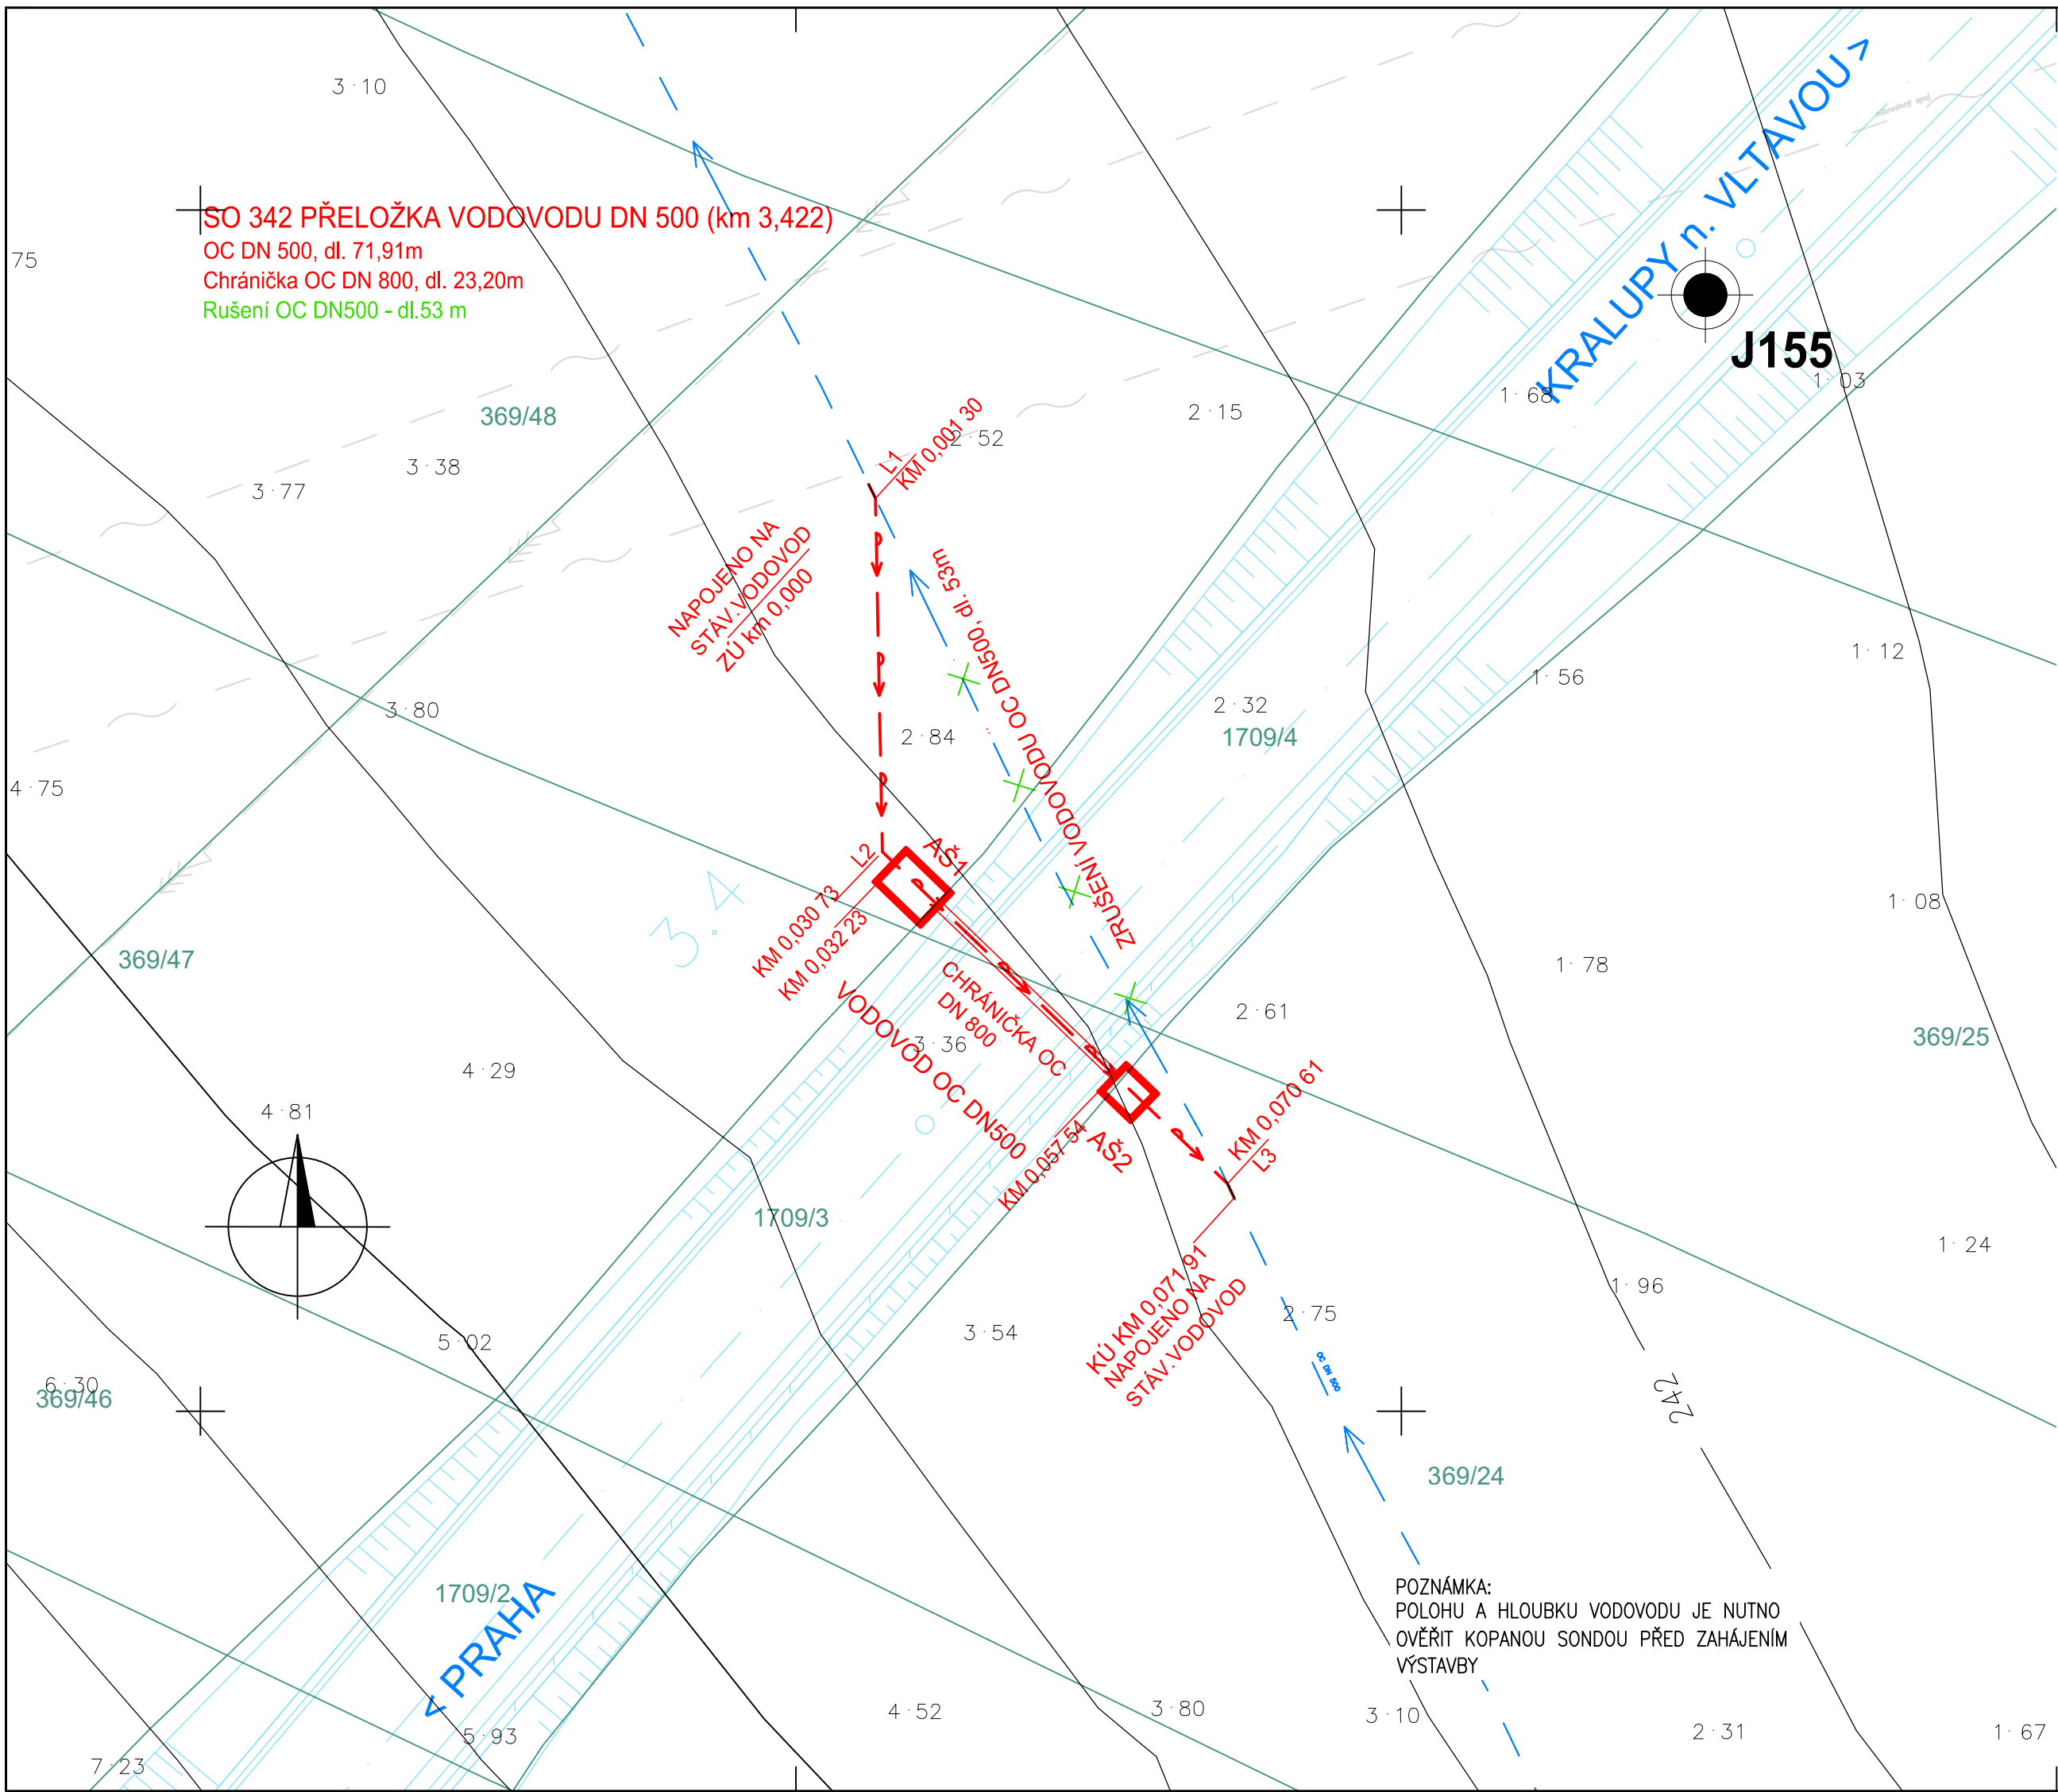 3·10
KRALUPY n. VLTAVOU >
SO 342 PŘELOŽKA VODOVODU DN 500 (km 3,422)
OC DN 500, dl. 71,91m
Chránička OC DN 800, dl. 23,20m
Rušení OC DN500 - dl.53 m
75
J155
1·03
1·68
2·15
369/48
2·52
L1
KM 0,001 30
3·38
3·77
NAPOJENO NA
STÁV.VODOVOD
ZÚ km 0,000
ZRUŠENÍ VODOVODU OC DN500, dl. 53m
1·12
1·56
2·32
1709/4
3·80
2·84
4·75
AŠ1
L2
KM 0,030 73
KM 0,032 23
3.4
1·08
369/47
1·78
CHRÁNIČKA OC
DN 800
VODOVOD OC DN500
2·61
369/25
3·36
4·29
4·81
KM 0,070 61
L3
AŠ2
KM 0,057 54
1709/3
1·24
1·96
KÚ KM 0,071 91
NAPOJENO NA
STÁV.VODOVOD
2·75
3·54
5·02
OC DN 500
6·30
369/46
242
369/24
1709/2
< PRAHA
POZNÁMKA:
POLOHU A HLOUBKU VODOVODU JE NUTNO
OVĚŘIT KOPANOU SONDOU PŘED ZAHÁJENÍM
VÝSTAVBY
4·52
3·80
3·10
2·31
1·67
5·93
7·23